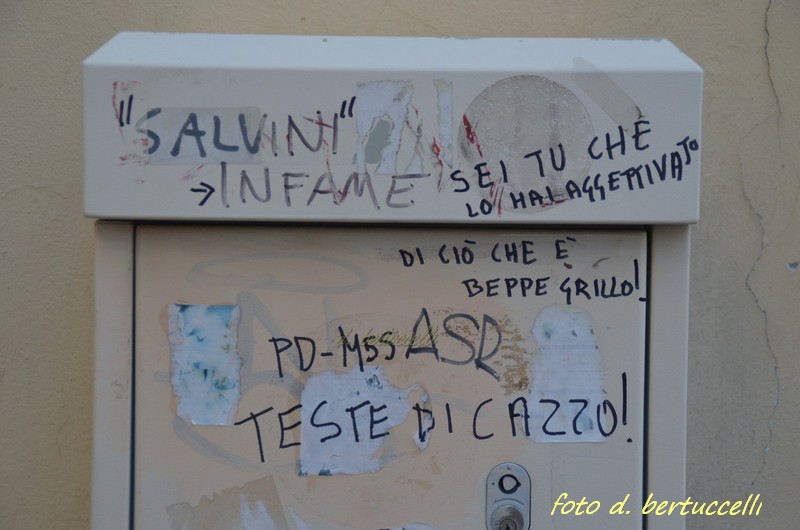 "SALVINI"
→ INFAME
SEI TU CHE
LO HAI AGGETTIVATO
DI CIÒ CHE È
BEPPE GRILLO!
PD-M55 ASR
TESTE DI CAZZO!
foto d. bertuccelli